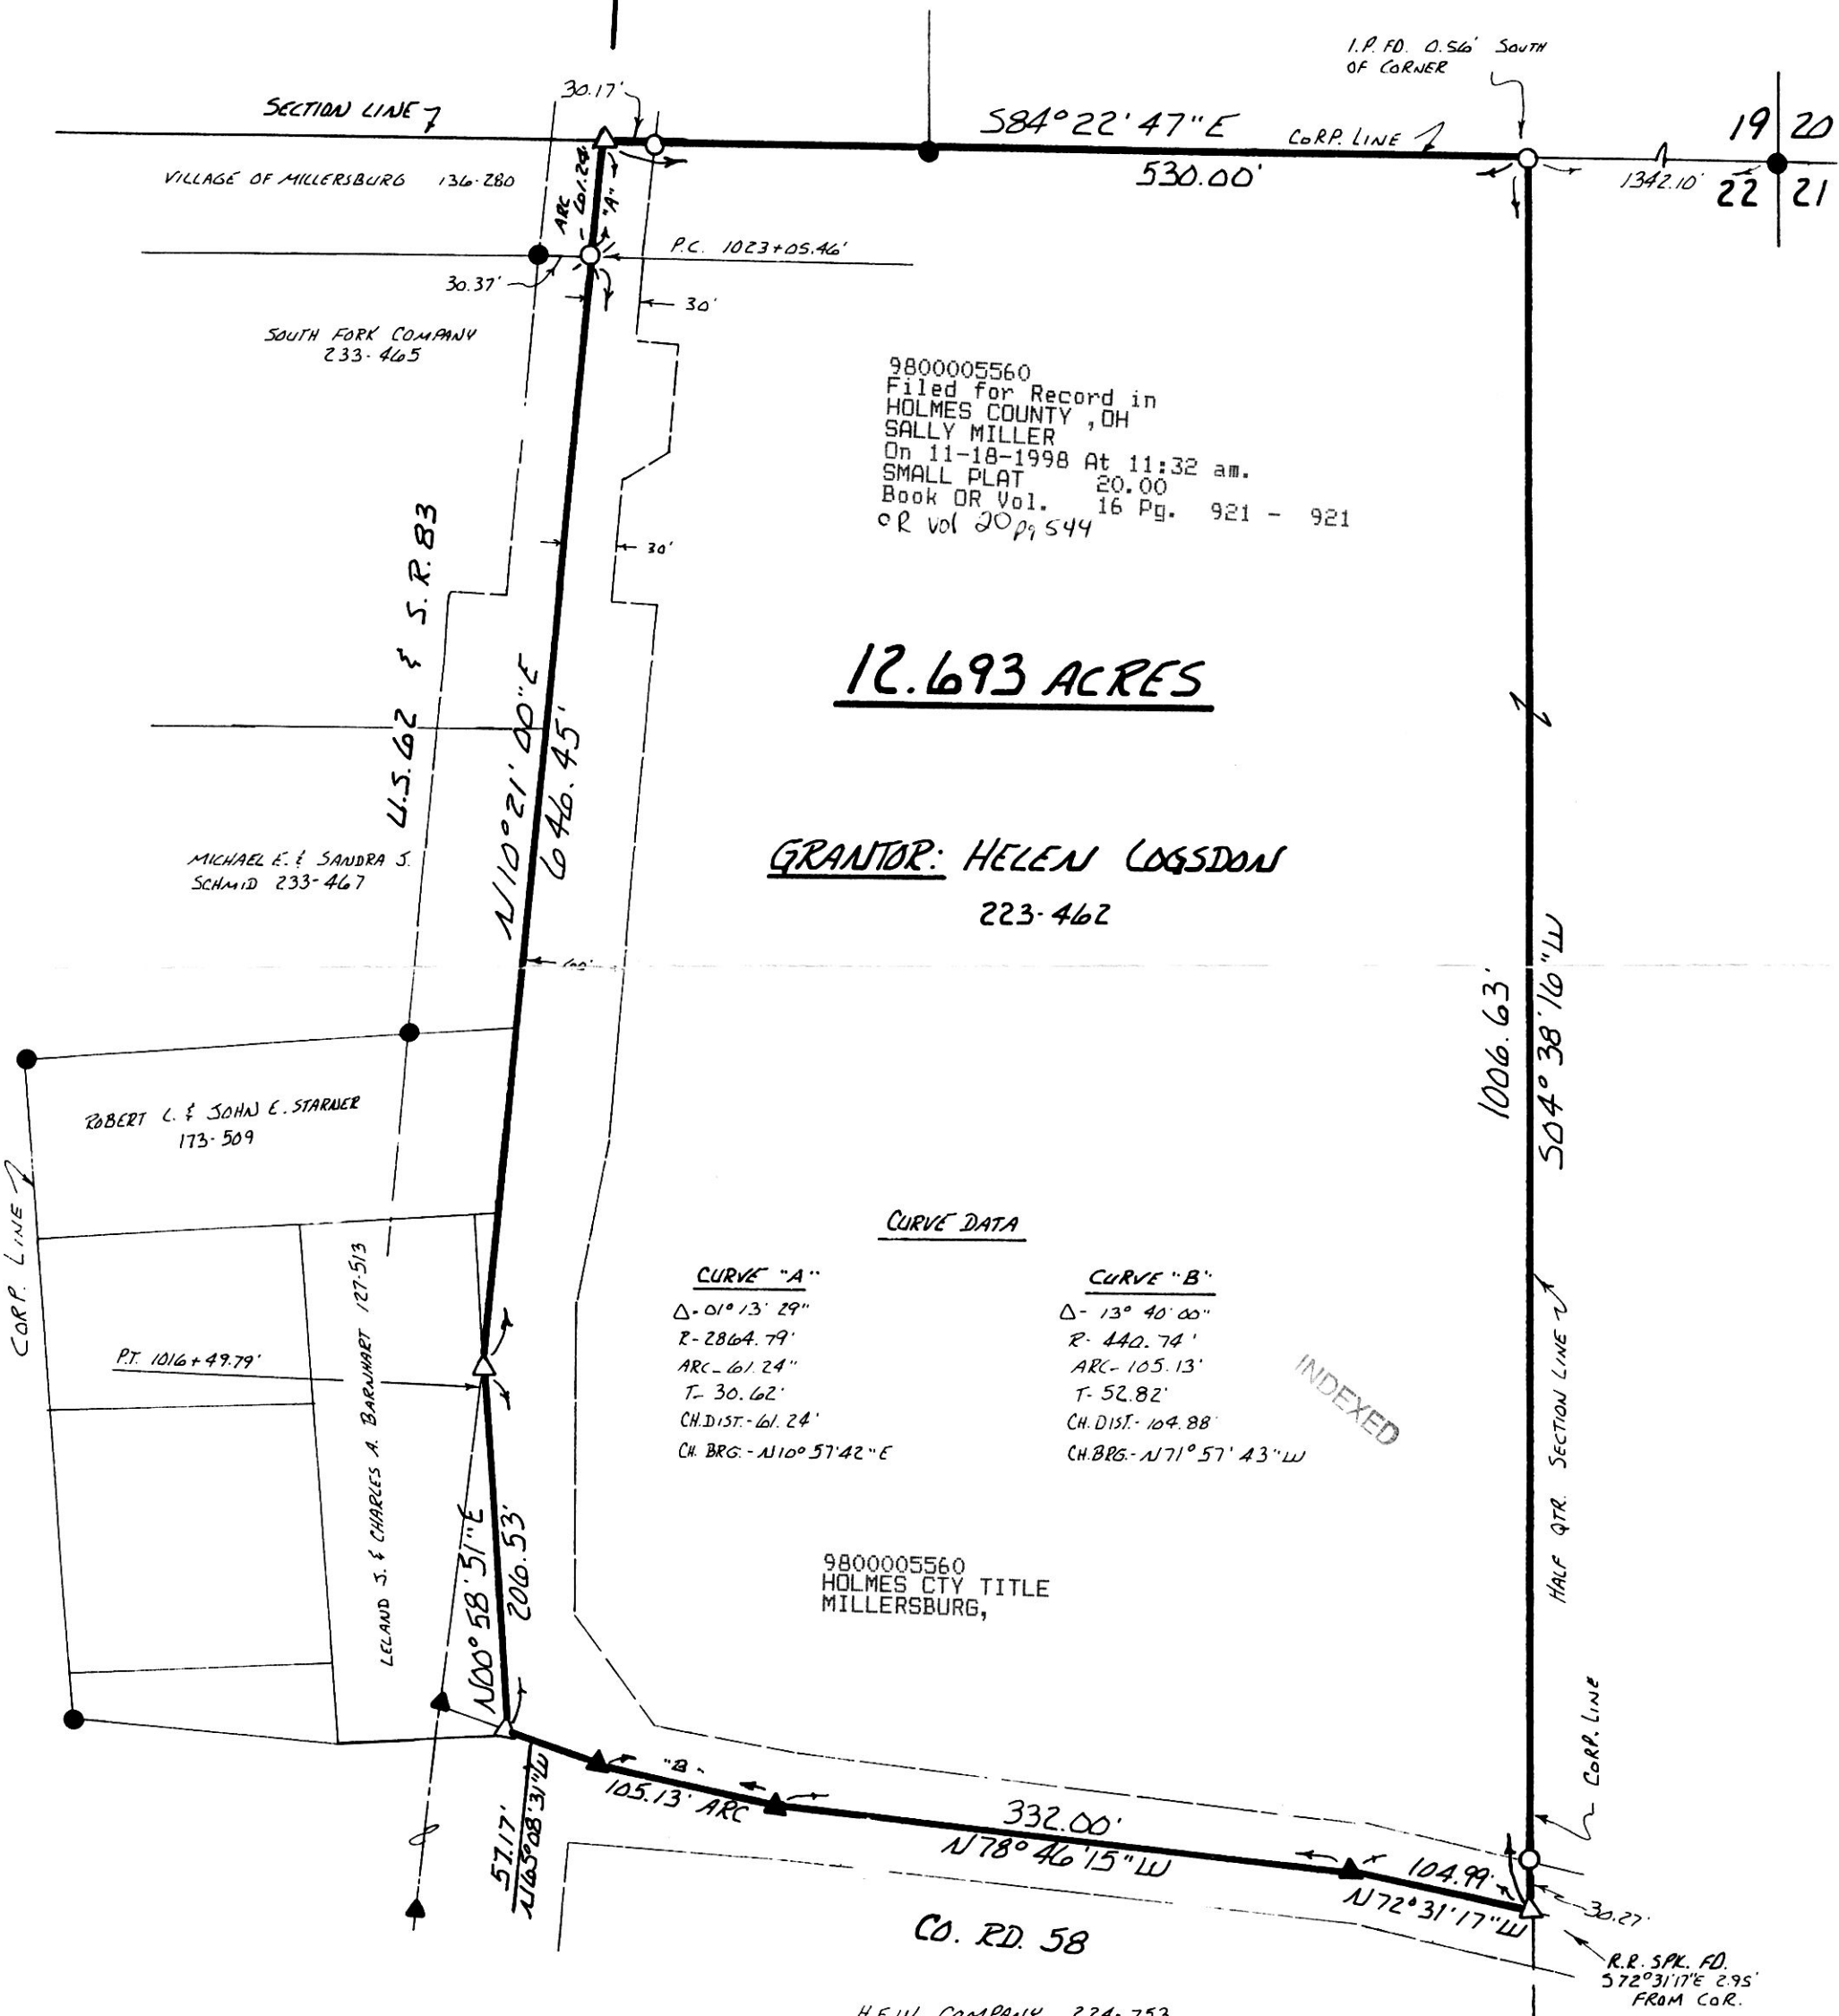 I.P. FD. 0.56' SOUTH
OF CORNER
SECTION LINE
30.17'
S84°22'47"E
CORP. LINE
19 20
22 21
530.00'
1342.10'
VILLAGE OF MILLERSBURG 136-280
ARC - 61.24
"A"
P.C. 1023+05.46'
30.37'
30'
SOUTH FORK COMPANY
233-465
9800005560
Filed for Record in
HOLMES COUNTY , OH
SALLY MILLER
On 11-18-1998 At 11:32 am.
SMALL PLAT 20.00
Book OR Vol. 16 Pg. 921 - 921
OR Vol 20 pg 544
30'
U.S. 62 & S.R. 83
12.693 ACRES
N10°21'00"E
646.45'
MICHAEL E. & SANDRA J.
SCHMID 233-467
GRANTOR: HELEN LOGSDON
223-462
60'
1006.63'
S04°38'16"W
ROBERT L. & JOHN E. STARNER
173-509
CORP. LINE
CURVE DATA
CURVE "A"
Δ- 01° 13' 29"
R- 2864.79'
ARC- 61.24"
T- 30.62'
CH.DIST.- 61.24'
CH. BRG.- N10°57'42"E
CURVE "B"
Δ- 13° 40' 00"
R- 440.74'
ARC- 105.13'
T- 52.82'
CH. DIST.- 104.88'
CH.BRG.- N71°57'43"W
INDEXED
P.T. 1016+49.79'
LELAND J. & CHARLES A. BARNHART 127-513
HALF QTR. SECTION LINE
N00°58'51"E
206.53'
9800005560
HOLMES CTY TITLE
MILLERSBURG,
CORP. LINE
"B"
105.13' ARC
57.17'
N65°08'31"W
332.00'
N78°46'15"W
104.99'
N72°31'17"W
30.27'
CO. RD. 58
R.R. SPK. FD.
S72°31'17"E 2.95'
FROM COR.
COMPANY 224-753